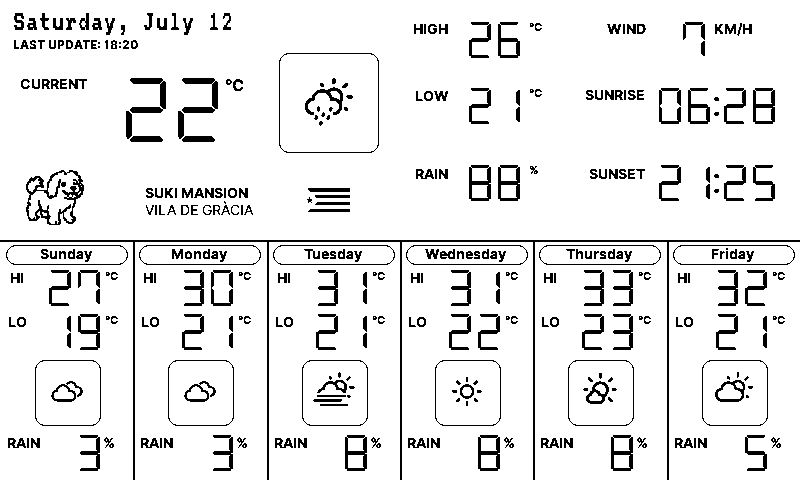 Saturday, July 12
LAST UPDATE: 18:20
CURRENT 22 °C
SUKI MANSION
VILA DE GRÀCIA
HIGH 26 °C
LOW 21 °C
RAIN 88 %
WIND 7 KM/H
SUNRISE 06:28
SUNSET 21:25
Sunday
HI 27 °C
LO 19 °C
RAIN 3 %
Monday
HI 30 °C
LO 21 °C
RAIN 3 %
Tuesday
HI 31 °C
LO 21 °C
RAIN 8 %
Wednesday
HI 31 °C
LO 22 °C
RAIN 8 %
Thursday
HI 33 °C
LO 23 °C
RAIN 8 %
Friday
HI 32 °C
LO 21 °C
RAIN 5 %